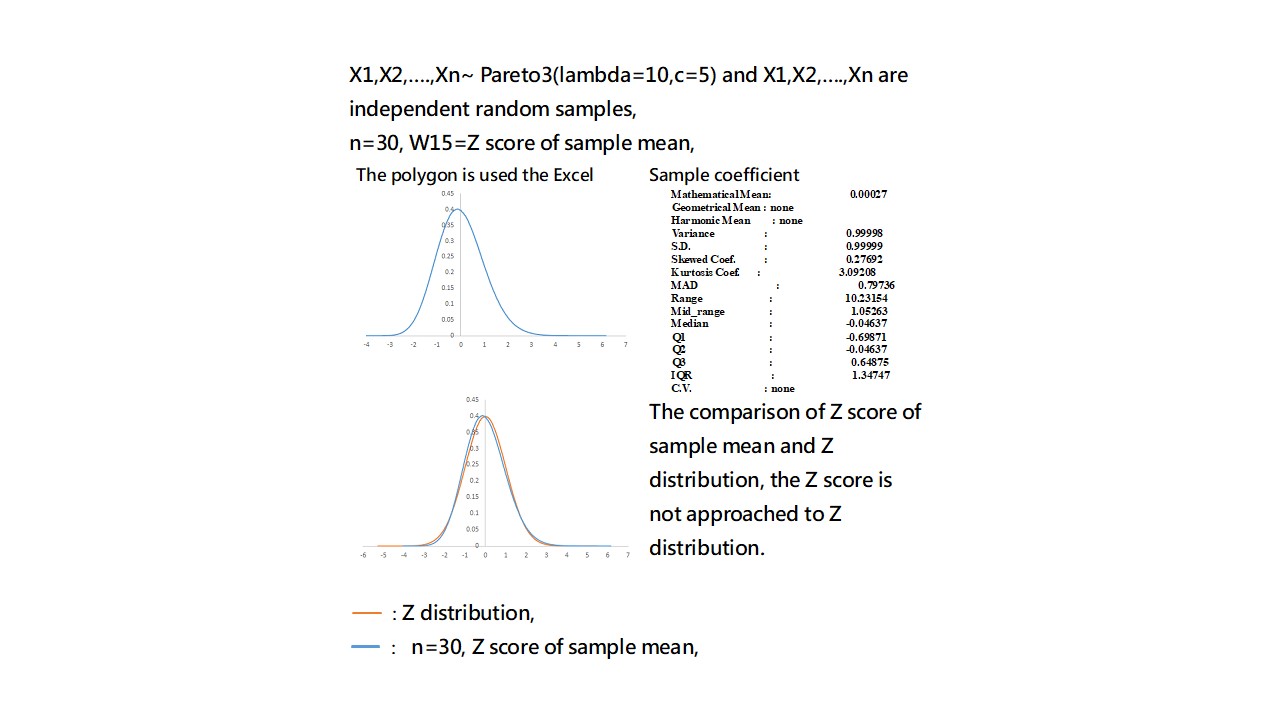 X1,X2,....,Xn~ Pareto3(lambda=10,c=5) and X1,X2,....,Xn are
independent random samples,
n=30, W15=Z score of sample mean,
The polygon is used the Excel
0.45
0.4
0.35
0.3
0.25
0.2
0.15
0.1
0.05
0
-4 -3 -2 -1 0 1 2 3 4 5 6 7
Sample coefficient
Mathematical Mean: 0.00027
Geometrical Mean : none
Harmonic Mean : none
Variance : 0.99998
S.D. : 0.99999
Skewed Coef. : 0.27692
Kurtosis Coef. : 3.09208
MAD : 0.79736
Range : 10.23154
Mid_range : 1.05263
Median : -0.04637
Q1 : -0.69871
Q2 : -0.04637
Q3 : 0.64875
IQR : 1.34747
C.V. : none
0.45
0.4
0.35
0.3
0.25
0.2
0.15
0.1
0.05
0
-6 -5 -4 -3 -2 -1 0 1 2 3 4 5 6 7
The comparison of Z score of
sample mean and Z
distribution, the Z score is
not approached to Z
distribution.
: Z distribution,
: n=30, Z score of sample mean,